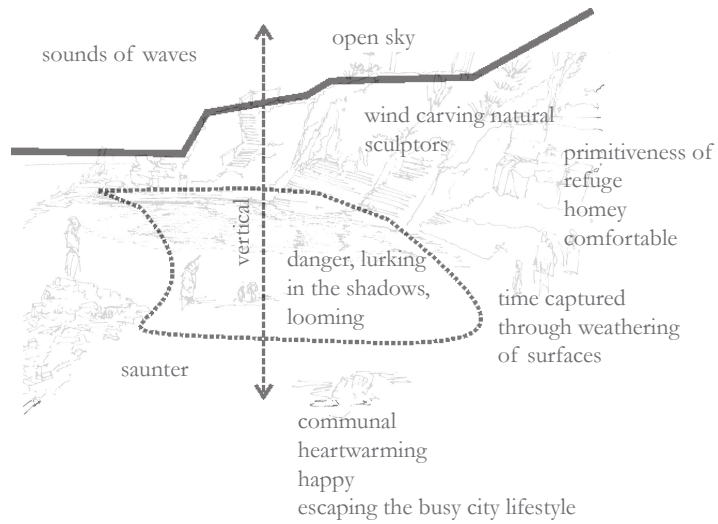 sounds of waves
open sky
wind carving natural
sculptors
primitiveness of
refuge
homey
comfortable
vertical
danger, lurking
in the shadows,
looming
time captured
through weathering
of surfaces
saunter
communal
heartwarming
happy
escaping the busy city lifestyle